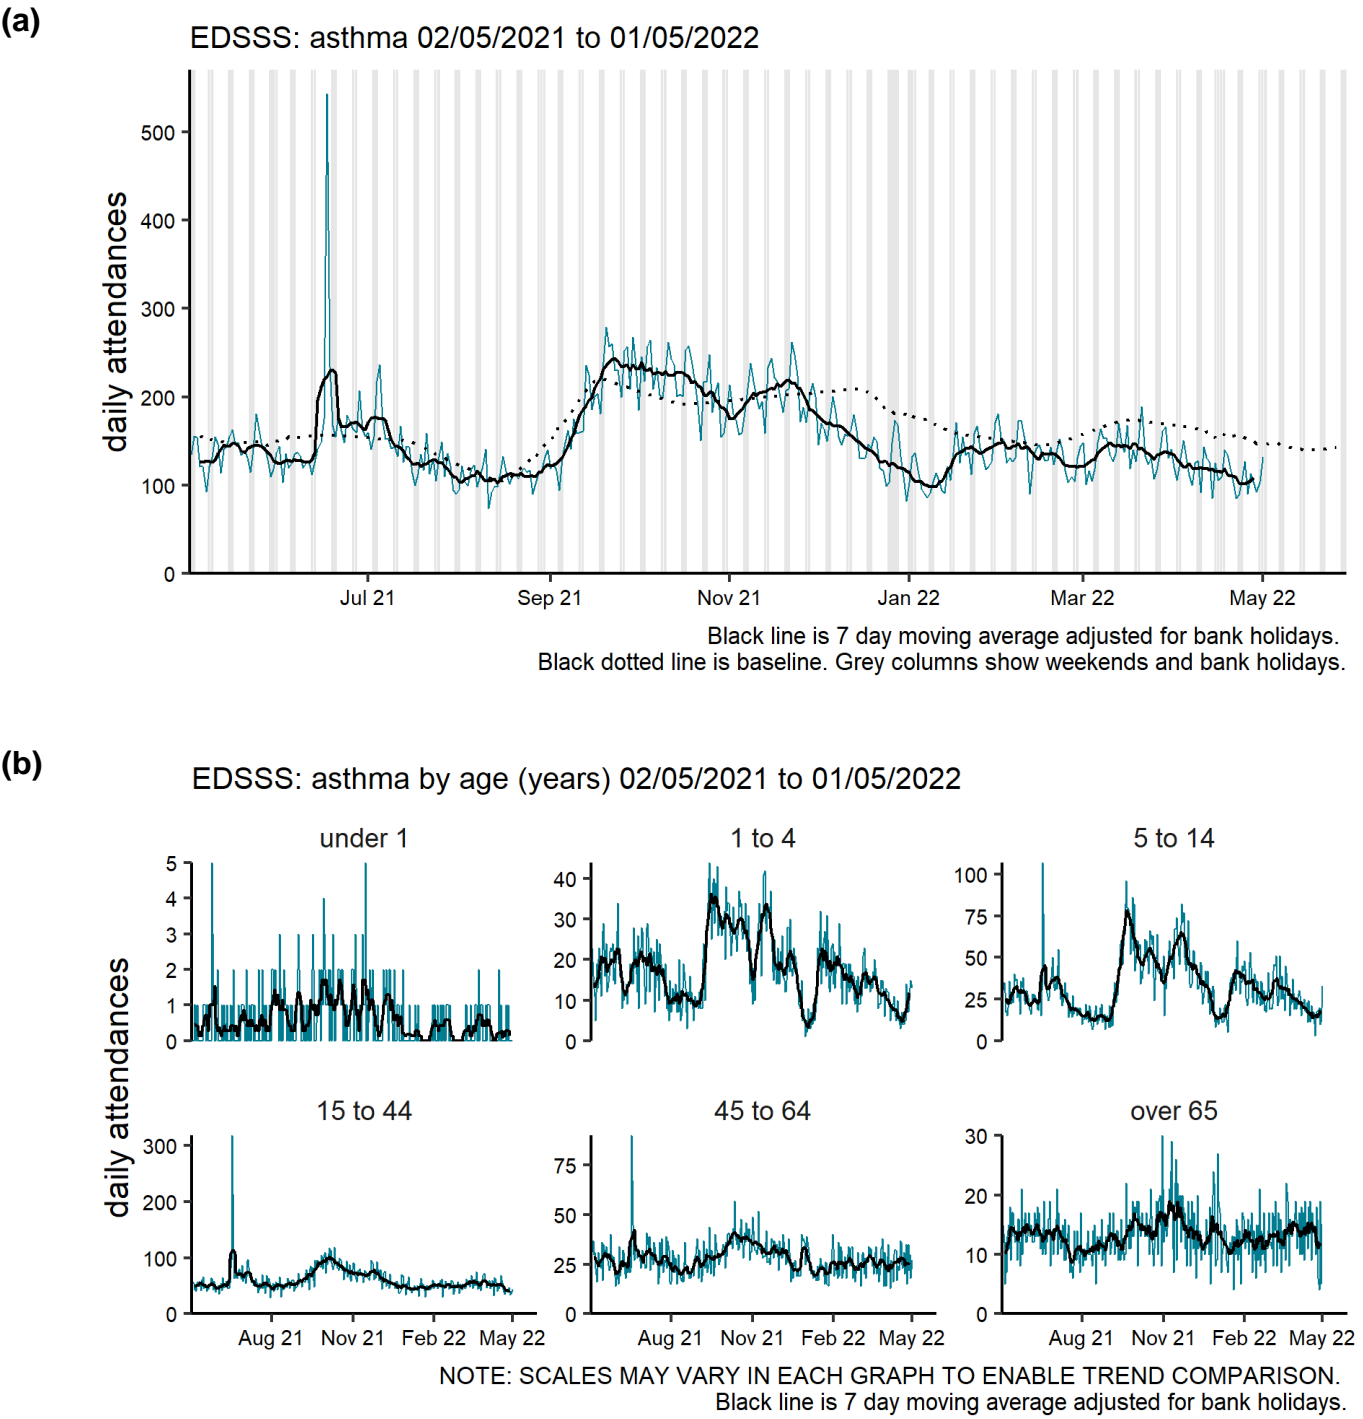 (a)
EDSSS: asthma 02/05/2021 to 01/05/2022
daily attendances
500
400
300
200
100
0
Jul 21 Sep 21 Nov 21 Jan 22 Mar 22 May 22
Black line is 7 day moving average adjusted for bank holidays.
Black dotted line is baseline. Grey columns show weekends and bank holidays.
(b)
EDSSS: asthma by age (years) 02/05/2021 to 01/05/2022
daily attendances
under 1
5
4
3
2
1
0
1 to 4
40
30
20
10
0
5 to 14
100
75
50
25
0
15 to 44
300
200
100
0
Aug 21 Nov 21 Feb 22 May 22
45 to 64
75
50
25
0
Aug 21 Nov 21 Feb 22 May 22
over 65
30
20
10
0
Aug 21 Nov 21 Feb 22 May 22
NOTE: SCALES MAY VARY IN EACH GRAPH TO ENABLE TREND COMPARISON.
Black line is 7 day moving average adjusted for bank holidays.